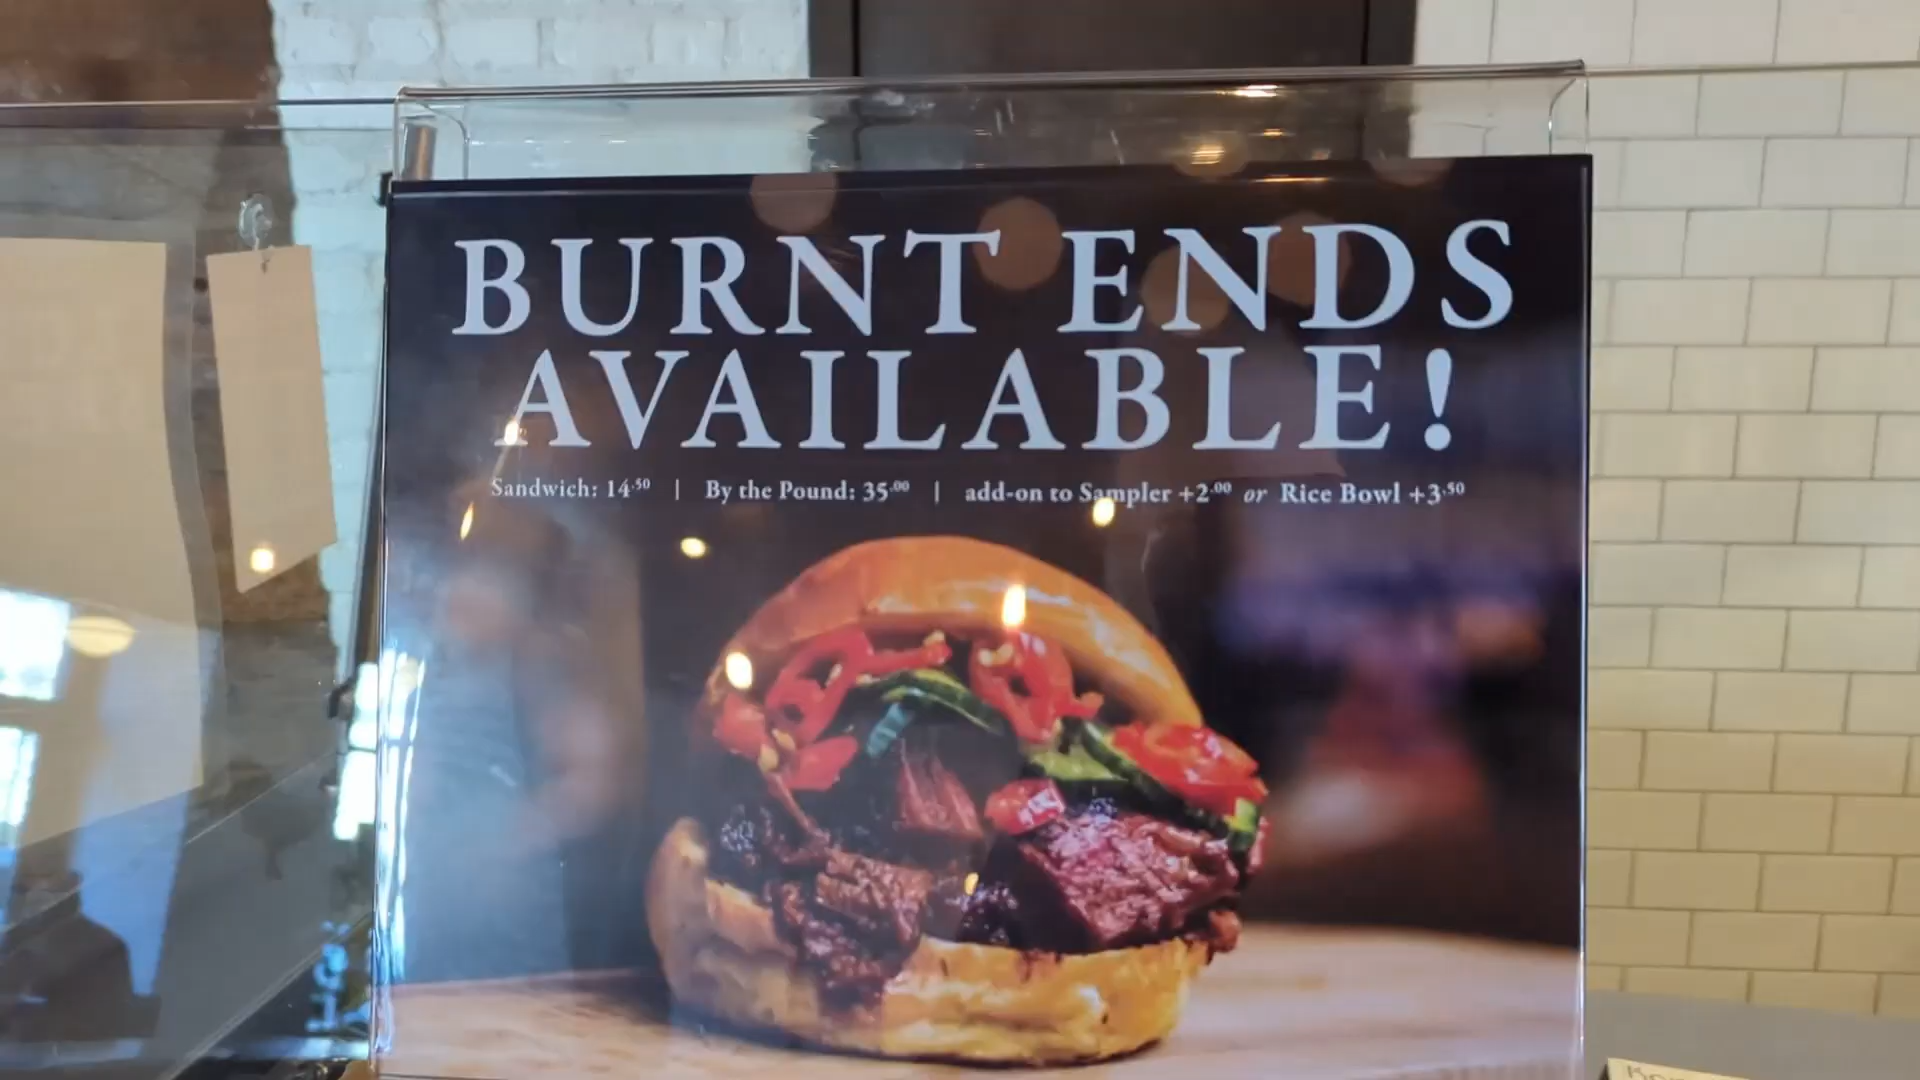 BURNT ENDS
AVAILABLE!
Sandwich: 14.50 | By the Pound: 35.00 | add-on to Sampler +2.00 or Rice Bowl +3.50